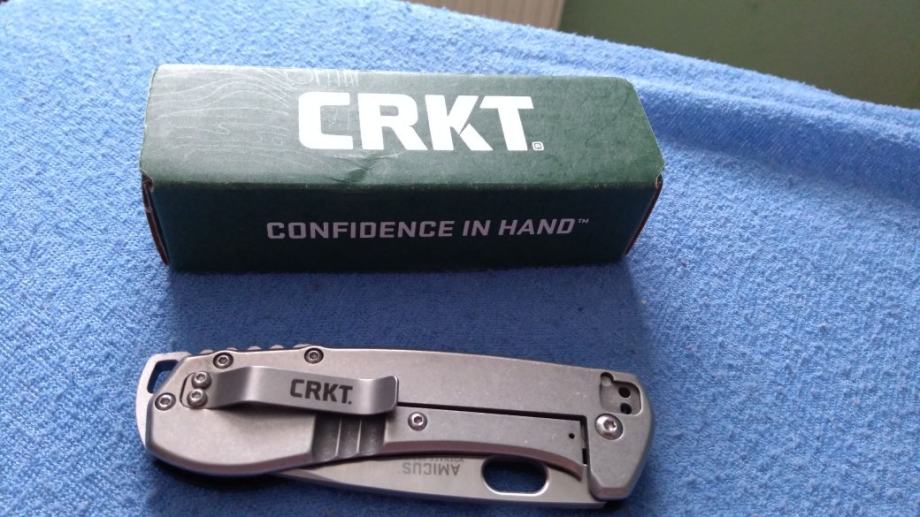 CRKT
CONFIDENCE IN HAND™
CRKT.
AMICUS